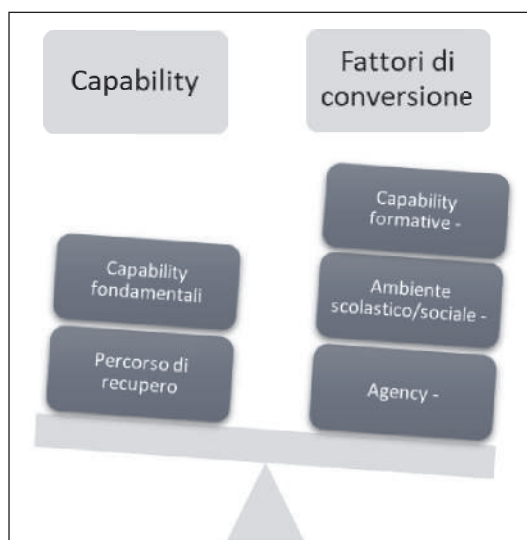 Capability
Fattori di
conversione
Capability
fondamentali
Percorso di
recupero
Capability
formative -
Ambiente
scolastico/sociale -
Agency -